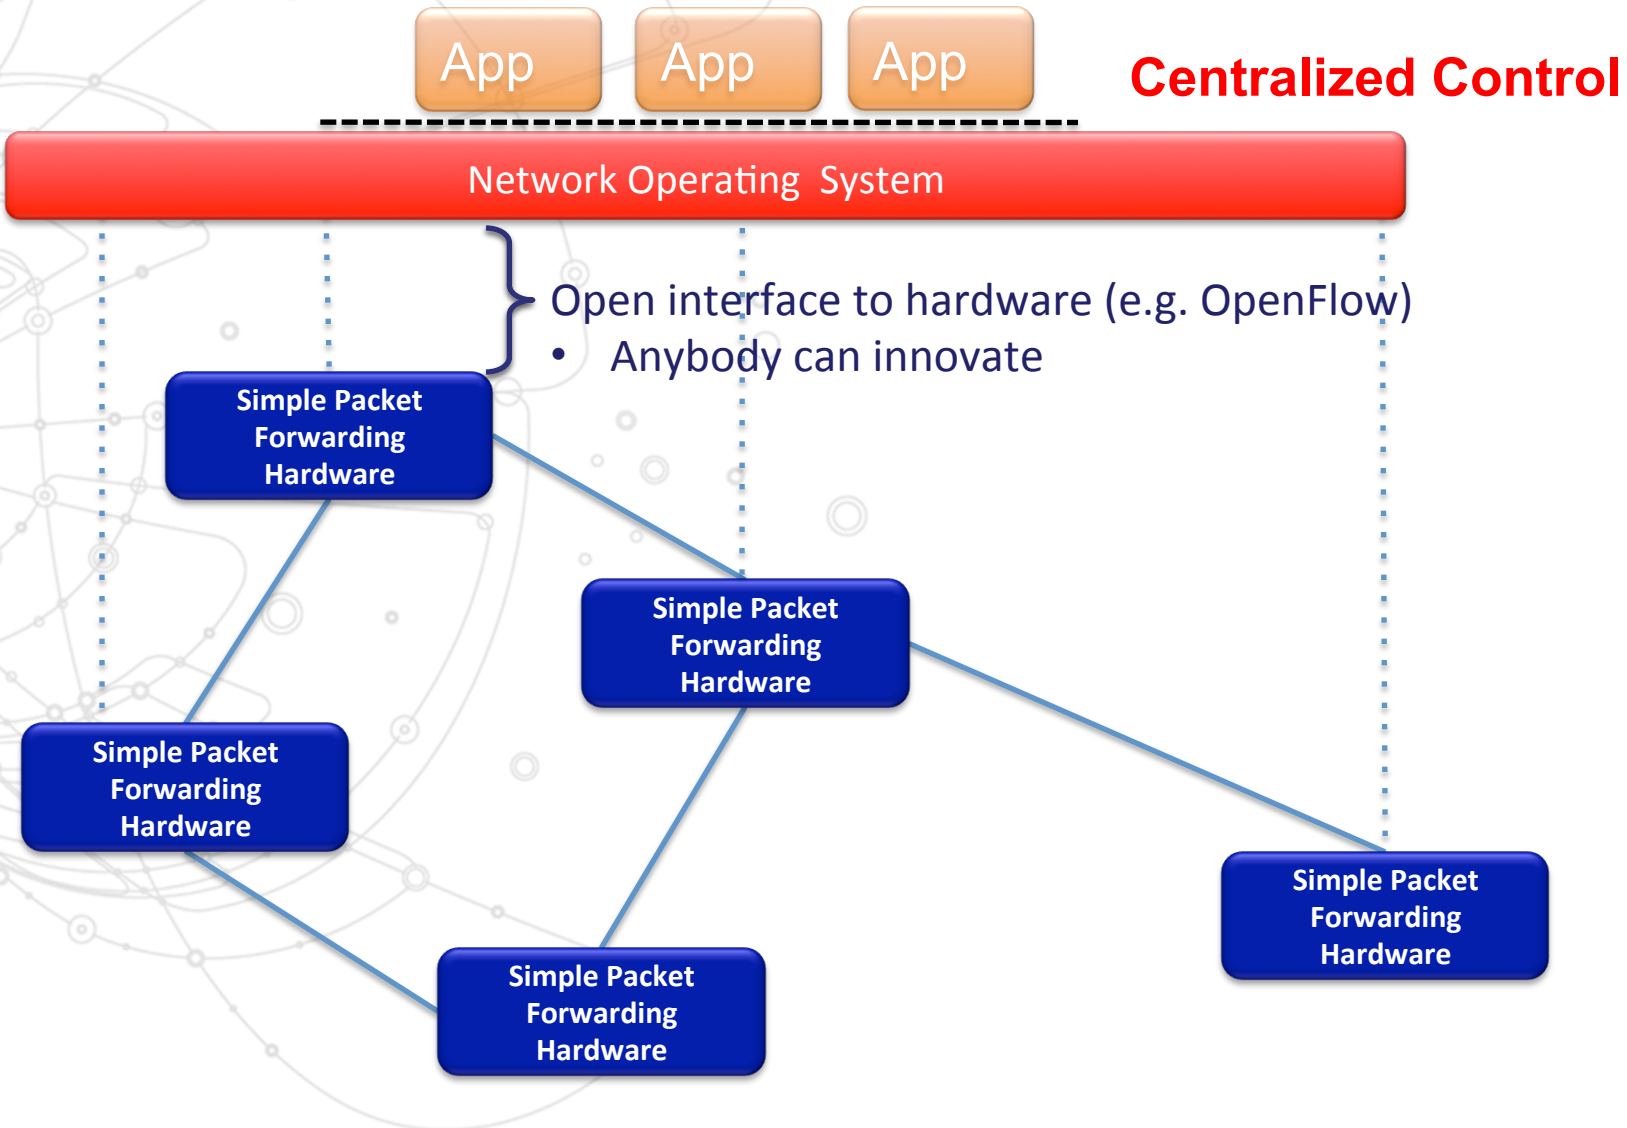 App App App
Centralized Control
Network Operating System
Open interface to hardware (e.g. OpenFlow)
• Anybody can innovate
Simple Packet
Forwarding
Hardware
Simple Packet
Forwarding
Hardware
Simple Packet
Forwarding
Hardware
Simple Packet
Forwarding
Hardware
Simple Packet
Forwarding
Hardware